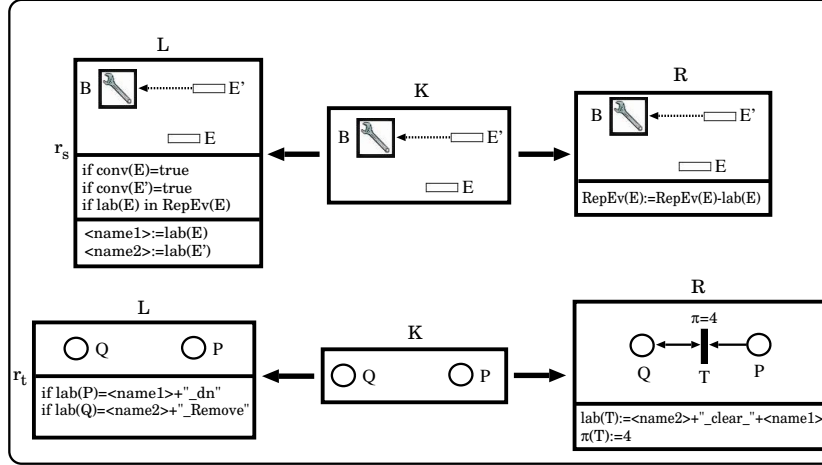 L
B
E'
E
r_s
if conv(E)=true
if conv(E')=true
if lab(E) in RepEv(E)
<name1>:=lab(E)
<name2>:=lab(E')
K
B
E'
E
R
B
E'
E
RepEv(E):=RepEv(E)-lab(E)
L
Q P
r_t
if lab(P)=<name1>+"_dn"
if lab(Q)=<name2>+"_Remove"
K
Q P
R
π=4
Q T P
lab(T):=<name2>+"_clear_"+<name1>
π(T):=4